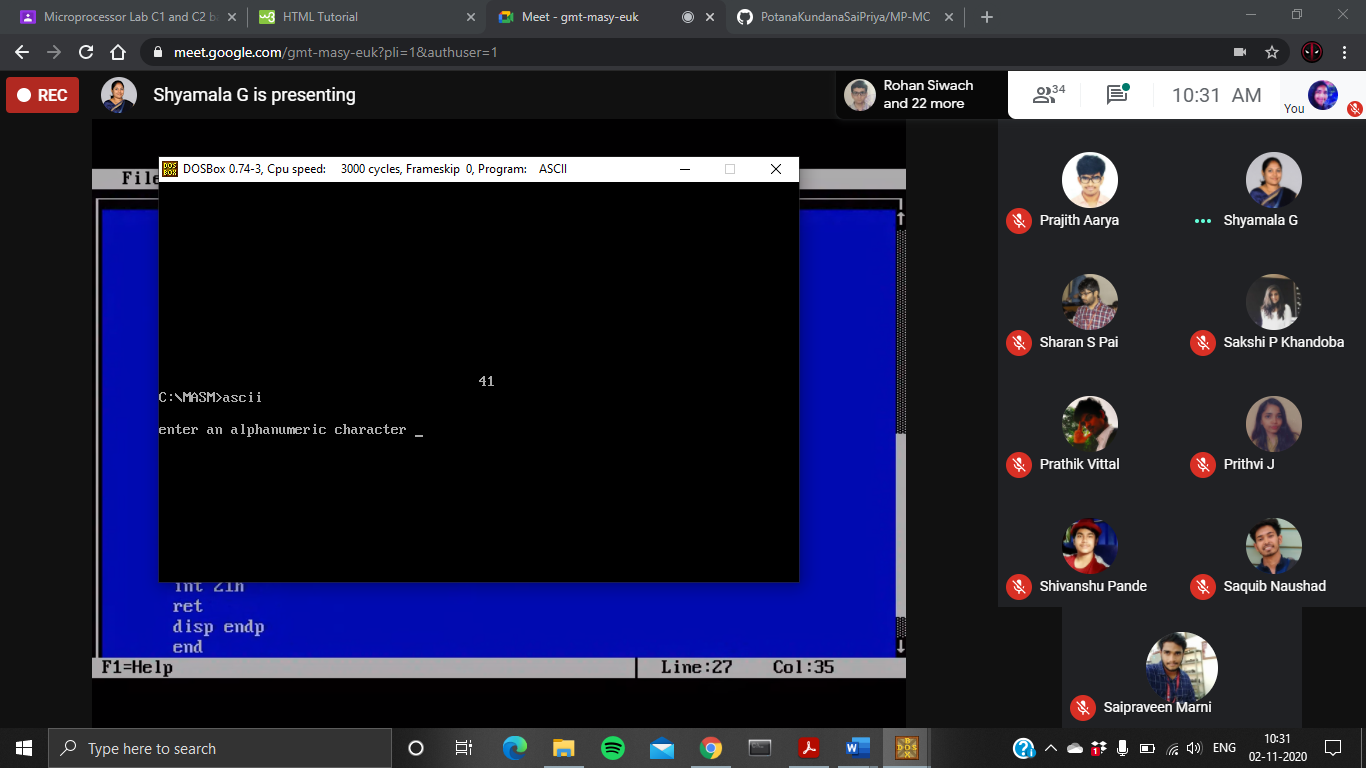 Microprocessor Lab C1 and C2 b
HTML Tutorial
Meet - gmt-masy-euk
PotanaKundanaSaiPriya/MP-MC
meet.google.com/gmt-masy-euk?pli=1&authuser=1
REC
Shyamala G is presenting
Rohan Siwach
and 22 more
34
10:31 AM
You
File
DOSBox 0.74-3, Cpu speed: 3000 cycles, Frameskip 0, Program: ASCII
41
C:\MASM>ascii
enter an alphanumeric character _
int 21h
ret
disp endp
end
F1=Help
Line:27 Col:35
Prajith Aarya
Shyamala G
Sharan S Pai
Sakshi P Khandoba
Prathik Vittal
Prithvi J
Shivanshu Pande
Saquib Naushad
Saipraveen Marni
Type here to search
ENG
10:31
02-11-2020